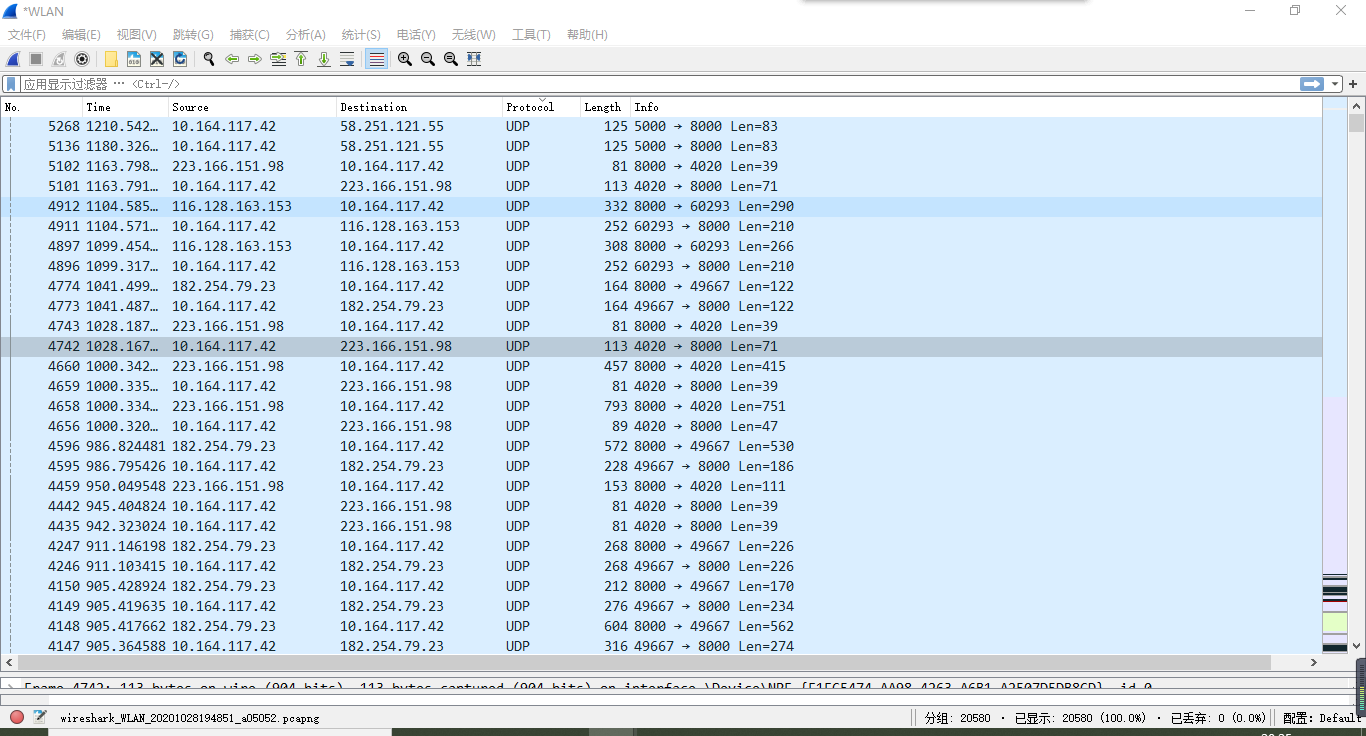 *WLAN
文件(F) 编辑(E) 视图(V) 跳转(G) 捕获(C) 分析(A) 统计(S) 电话(Y) 无线(W) 工具(T) 帮助(H)
应用显示过滤器 … <Ctrl-/>
No. Time Source Destination Protocol Length Info
5268 1210.542… 10.164.117.42 58.251.121.55 UDP 125 5000 → 8000 Len=83
5136 1180.326… 10.164.117.42 58.251.121.55 UDP 125 5000 → 8000 Len=83
5102 1163.798… 223.166.151.98 10.164.117.42 UDP 81 8000 → 4020 Len=39
5101 1163.791… 10.164.117.42 223.166.151.98 UDP 113 4020 → 8000 Len=71
4912 1104.585… 116.128.163.153 10.164.117.42 UDP 332 8000 → 60293 Len=290
4911 1104.571… 10.164.117.42 116.128.163.153 UDP 252 60293 → 8000 Len=210
4897 1099.454… 116.128.163.153 10.164.117.42 UDP 308 8000 → 60293 Len=266
4896 1099.317… 10.164.117.42 116.128.163.153 UDP 252 60293 → 8000 Len=210
4774 1041.499… 182.254.79.23 10.164.117.42 UDP 164 8000 → 49667 Len=122
4773 1041.487… 10.164.117.42 182.254.79.23 UDP 164 49667 → 8000 Len=122
4743 1028.187… 223.166.151.98 10.164.117.42 UDP 81 8000 → 4020 Len=39
4742 1028.167… 10.164.117.42 223.166.151.98 UDP 113 4020 → 8000 Len=71
4660 1000.342… 223.166.151.98 10.164.117.42 UDP 457 8000 → 4020 Len=415
4659 1000.335… 10.164.117.42 223.166.151.98 UDP 81 4020 → 8000 Len=39
4658 1000.334… 223.166.151.98 10.164.117.42 UDP 793 8000 → 4020 Len=751
4656 1000.320… 10.164.117.42 223.166.151.98 UDP 89 4020 → 8000 Len=47
4596 986.824481 182.254.79.23 10.164.117.42 UDP 572 8000 → 49667 Len=530
4595 986.795426 10.164.117.42 182.254.79.23 UDP 228 49667 → 8000 Len=186
4459 950.049548 223.166.151.98 10.164.117.42 UDP 153 8000 → 4020 Len=111
4442 945.404824 10.164.117.42 223.166.151.98 UDP 81 4020 → 8000 Len=39
4435 942.323024 10.164.117.42 223.166.151.98 UDP 81 4020 → 8000 Len=39
4247 911.146198 182.254.79.23 10.164.117.42 UDP 268 8000 → 49667 Len=226
4246 911.103415 10.164.117.42 182.254.79.23 UDP 268 49667 → 8000 Len=226
4150 905.428924 182.254.79.23 10.164.117.42 UDP 212 8000 → 49667 Len=170
4149 905.419635 10.164.117.42 182.254.79.23 UDP 276 49667 → 8000 Len=234
4148 905.417662 182.254.79.23 10.164.117.42 UDP 604 8000 → 49667 Len=562
4147 905.364588 10.164.117.42 182.254.79.23 UDP 316 49667 → 8000 Len=274
Frame 4742: 113 bytes on wire (904 bits), 113 bytes captured (904 bits) on interface
wireshark_WLAN_20201028194851_a05052.pcapng 分组: 20580 · 已显示: 20580 (100.0%) · 已丢弃: 0 (0.0%) 配置: Default